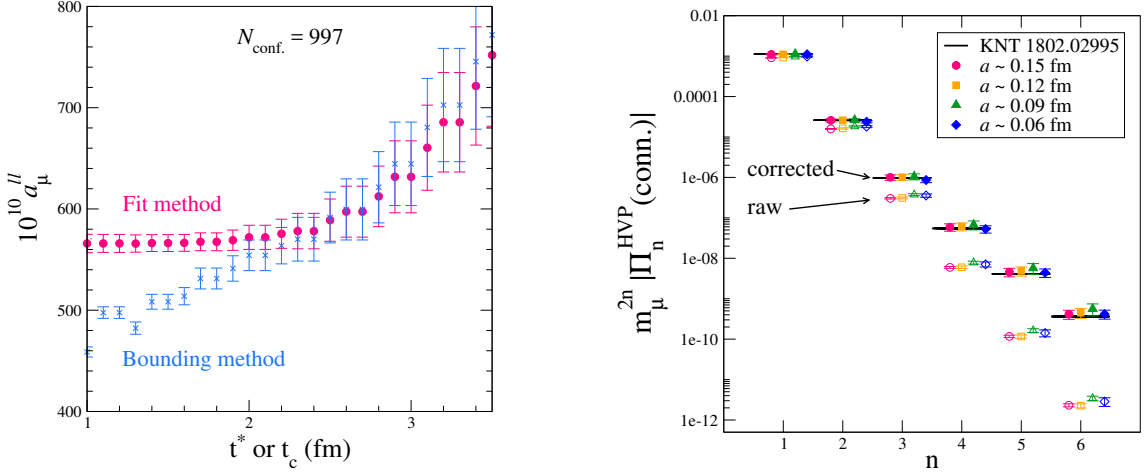 N_conf. = 997
Fit method
Bounding method
800
700
600
500
400
10^10 a_μ^ll
1
2
3
t* or t_c (fm)
KNT 1802.02995
a ~ 0.15 fm
a ~ 0.12 fm
a ~ 0.09 fm
a ~ 0.06 fm
corrected
raw
0.01
0.0001
1e-06
1e-08
1e-10
1e-12
m_μ^2n |Π_n^HVP(conn.)|
1
2
3
4
5
6
n